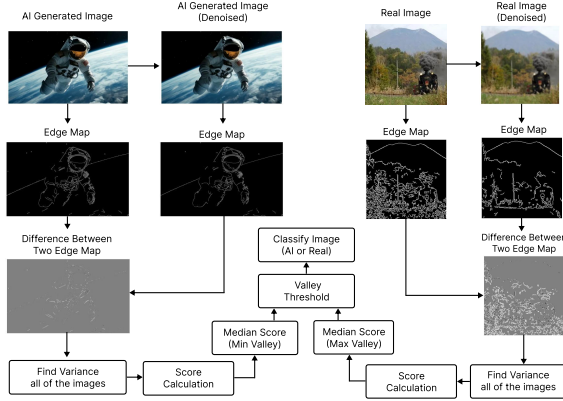 AI Generated Image
AI Generated Image
(Denoised)
Real Image
Real Image
(Denoised)
Edge Map
Edge Map
Edge Map
Edge Map
Difference Between
Two Edge Map
Difference Between
Two Edge Map
Classify Image
(AI or Real)
Valley
Threshold
Median Score
(Min Valley)
Median Score
(Max Valley)
Find Variance
all of the images
Score
Calculation
Score
Calculation
Find Variance
all of the images